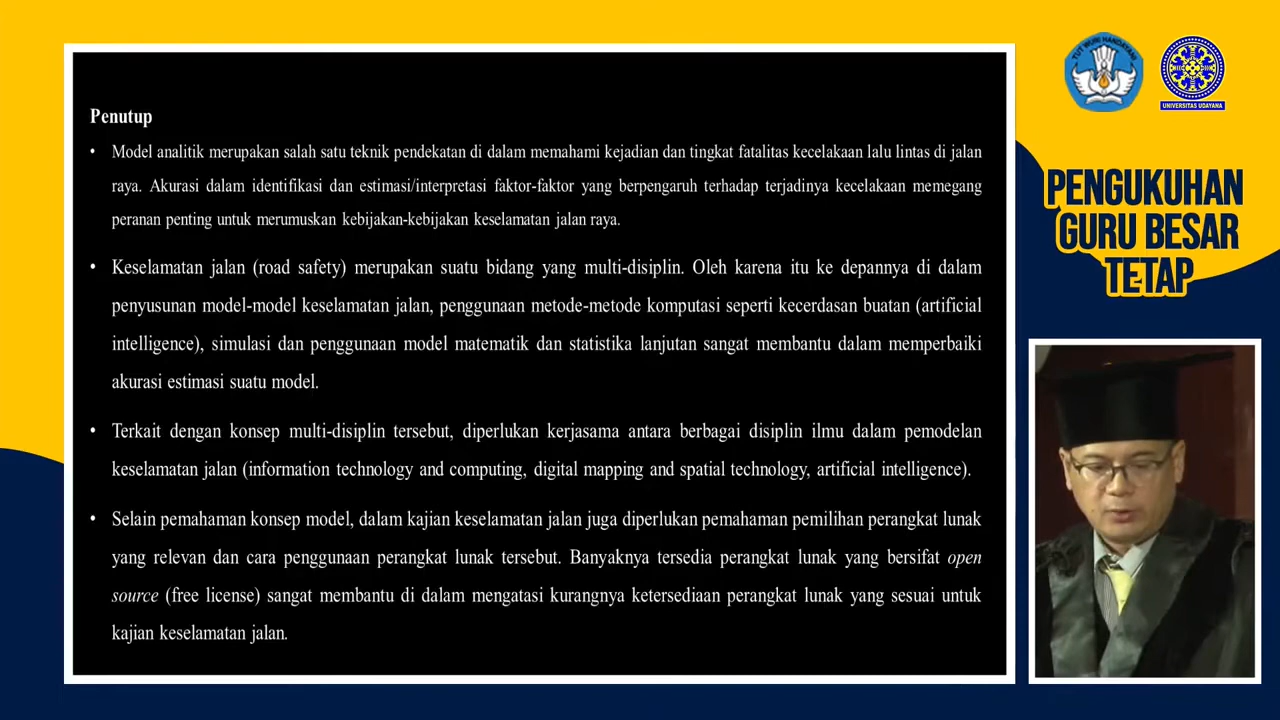 Penutup
• Model analitik merupakan salah satu teknik pendekatan di dalam memahami kejadian dan tingkat fatalitas kecelakaan lalu lintas di jalan
raya. Akurasi dalam identifikasi dan estimasi/interpretasi faktor-faktor yang berpengaruh terhadap terjadinya kecelakaan memegang
peranan penting untuk merumuskan kebijakan-kebijakan keselamatan jalan raya.
• Keselamatan jalan (road safety) merupakan suatu bidang yang multi-disiplin. Oleh karena itu ke depannya di dalam
penyusunan model-model keselamatan jalan, penggunaan metode-metode komputasi seperti kecerdasan buatan (artificial
intelligence), simulasi dan penggunaan model matematik dan statistika lanjutan sangat membantu dalam memperbaiki
akurasi estimasi suatu model.
• Terkait dengan konsep multi-disiplin tersebut, diperlukan kerjasama antara berbagai disiplin ilmu dalam pemodelan
keselamatan jalan (information technology and computing, digital mapping and spatial technology, artificial intelligence).
• Selain pemahaman konsep model, dalam kajian keselamatan jalan juga diperlukan pemahaman pemilihan perangkat lunak
yang relevan dan cara penggunaan perangkat lunak tersebut. Banyaknya tersedia perangkat lunak yang bersifat open
source (free license) sangat membantu di dalam mengatasi kurangnya ketersediaan perangkat lunak yang sesuai untuk
kajian keselamatan jalan.
TUT WURI HANDAYANI
UNIVERSITAS UDAYANA
PENGUKUHAN
GURU BESAR
TETAP